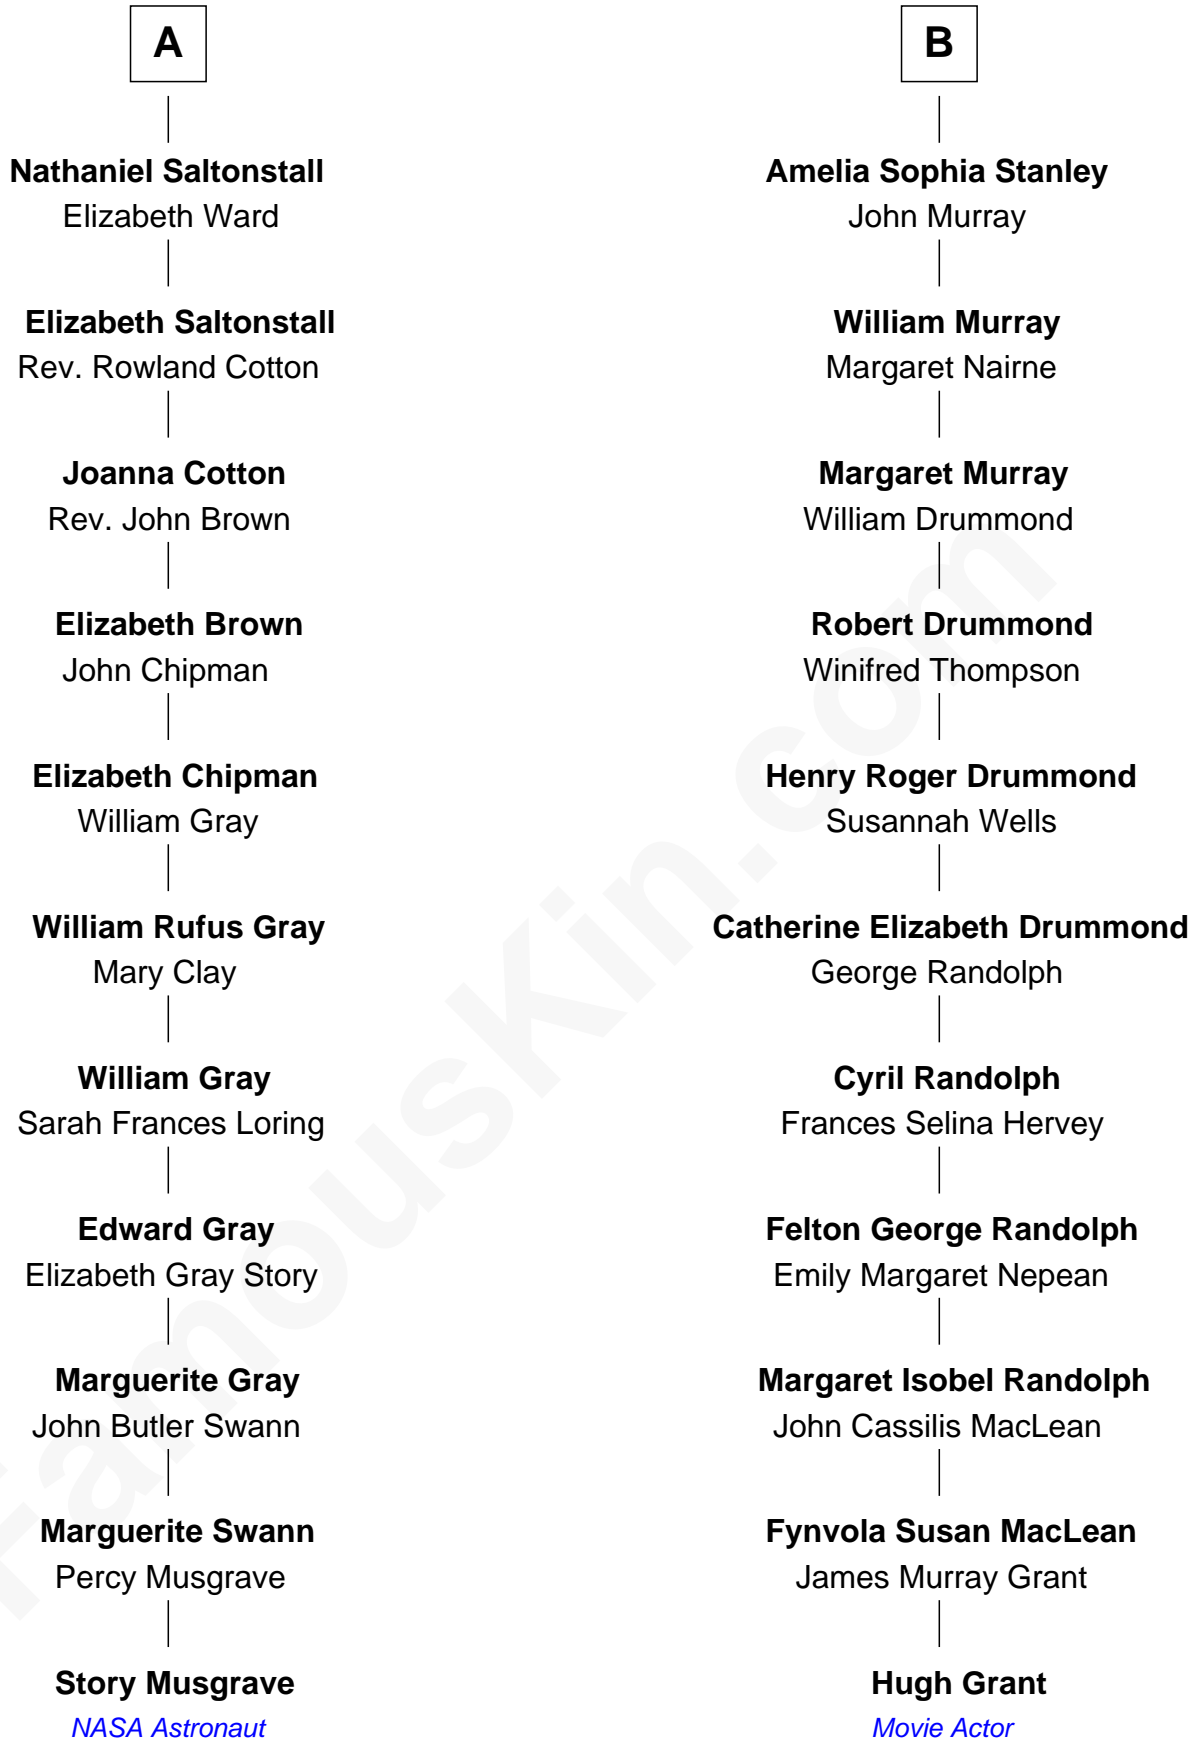 A
Nathaniel Saltonstall
Elizabeth Ward
Elizabeth Saltonstall
Rev. Rowland Cotton
Joanna Cotton
Rev. John Brown
Elizabeth Brown
John Chipman
Elizabeth Chipman
William Gray
William Rufus Gray
Mary Clay
William Gray
Sarah Frances Loring
Edward Gray
Elizabeth Gray Story
Marguerite Gray
John Butler Swann
Marguerite Swann
Percy Musgrave
Story Musgrave
NASA Astronaut
B
Amelia Sophia Stanley
John Murray
William Murray
Margaret Nairne
Margaret Murray
William Drummond
Robert Drummond
Winifred Thompson
Henry Roger Drummond
Susannah Wells
Catherine Elizabeth Drummond
George Randolph
Cyril Randolph
Frances Selina Hervey
Felton George Randolph
Emily Margaret Nepean
Margaret Isobel Randolph
John Cassilis MacLean
Fynvola Susan MacLean
James Murray Grant
Hugh Grant
Movie Actor
FamousKin.com